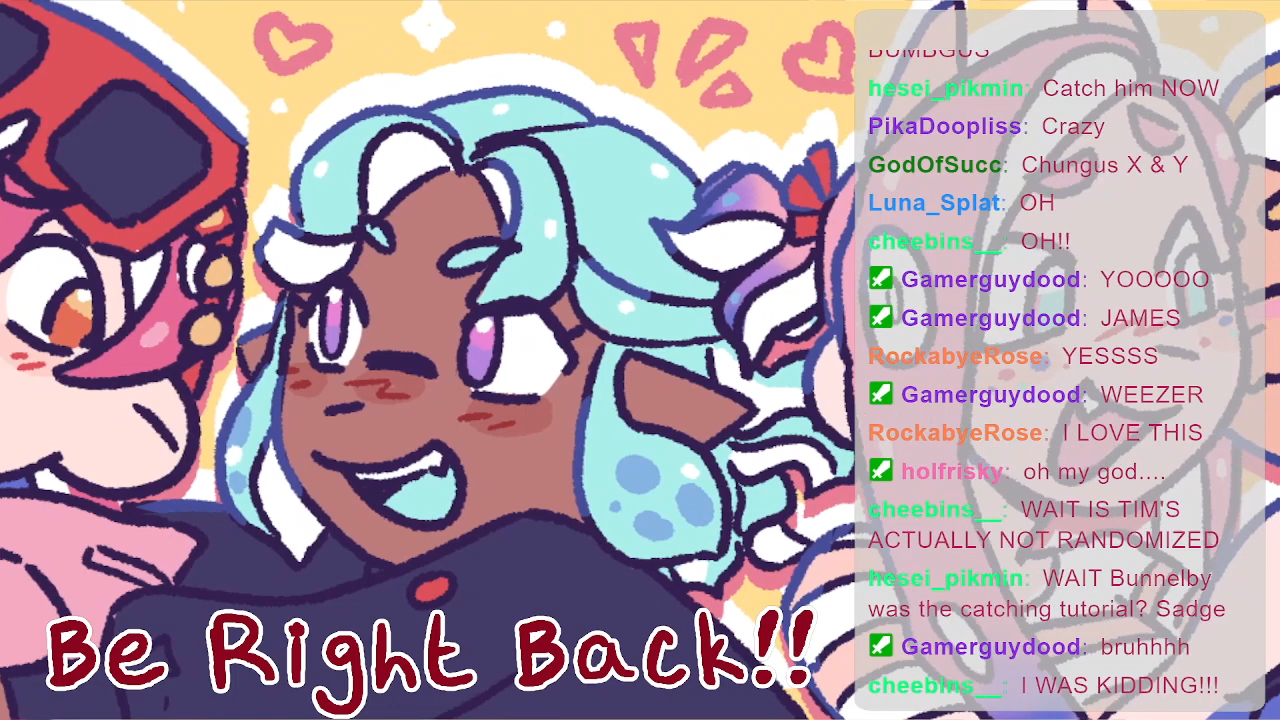 BOMBGUS
hesei_pikmin: Catch him NOW
PikaDoopliss: Crazy
GodOfSucc: Chungus X & Y
Luna_Splat: OH
cheebins__: OH!!
Gamerguydood: YOOOOO
Gamerguydood: JAMES
RockabyeRose: YESSSS
Gamerguydood: WEEZER
RockabyeRose: I LOVE THIS
holfrisky: oh my god....
cheebins__: WAIT IS TIM'S
ACTUALLY NOT RANDOMIZED
hesei_pikmin: WAIT Bunnelby
was the catching tutorial? Sadge
Gamerguydood: bruhhhh
cheebins__: I WAS KIDDING!!!
Be Right Back!!